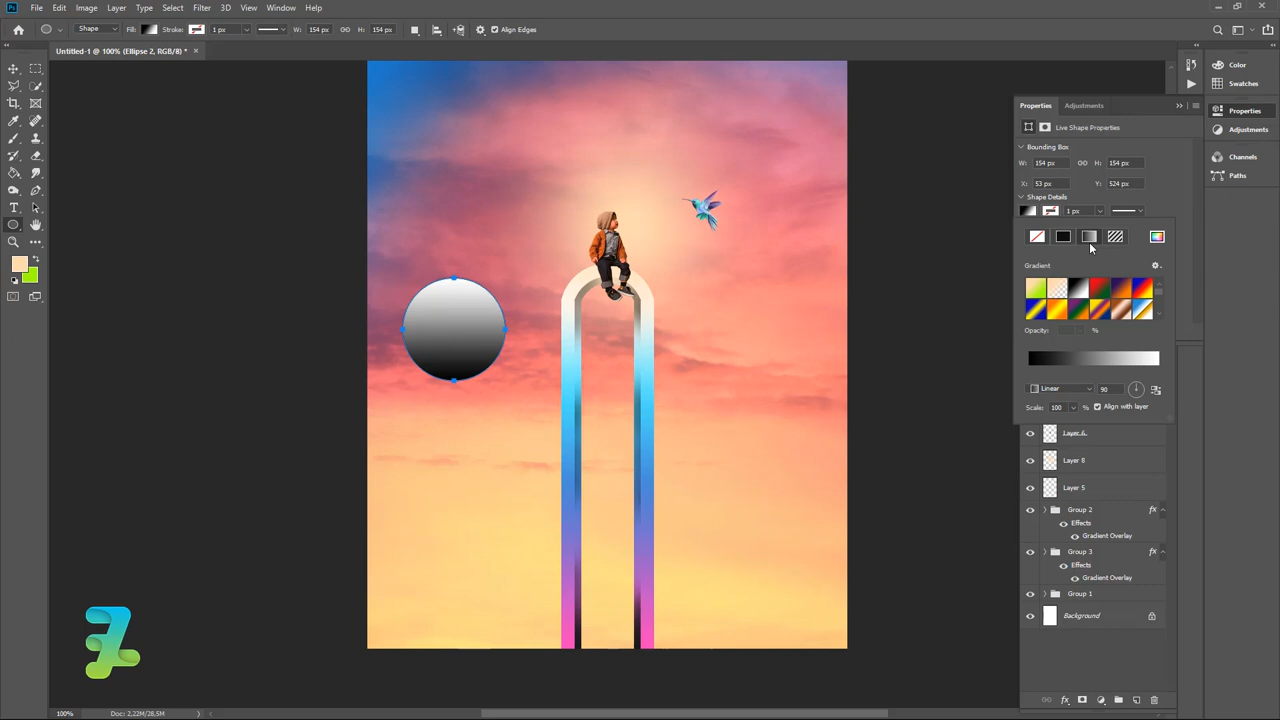 Ps File Edit Image Layer Type Select Filter 3D View Window Help
Shape Fill: Stroke: 1 px W: 154 px H: 154 px Align Edges
Untitled-1 @ 100% (Ellipse 2, RGB/8) * ×
Color
Swatches
Properties
Adjustments
Channels
Paths
Properties Adjustments
Live Shape Properties
Bounding Box
W: 154 px H: 154 px
X: 53 px Y: 524 px
Shape Details
1 px
Gradient
Opacity: %
Linear 90
Scale: 100 % Align with layer
Layer 6
Layer 8
Layer 5
Group 2 fx
Effects
Gradient Overlay
Group 3 fx
Effects
Gradient Overlay
Group 1
Background
fx
100% Doc: 2,22M/28,5M